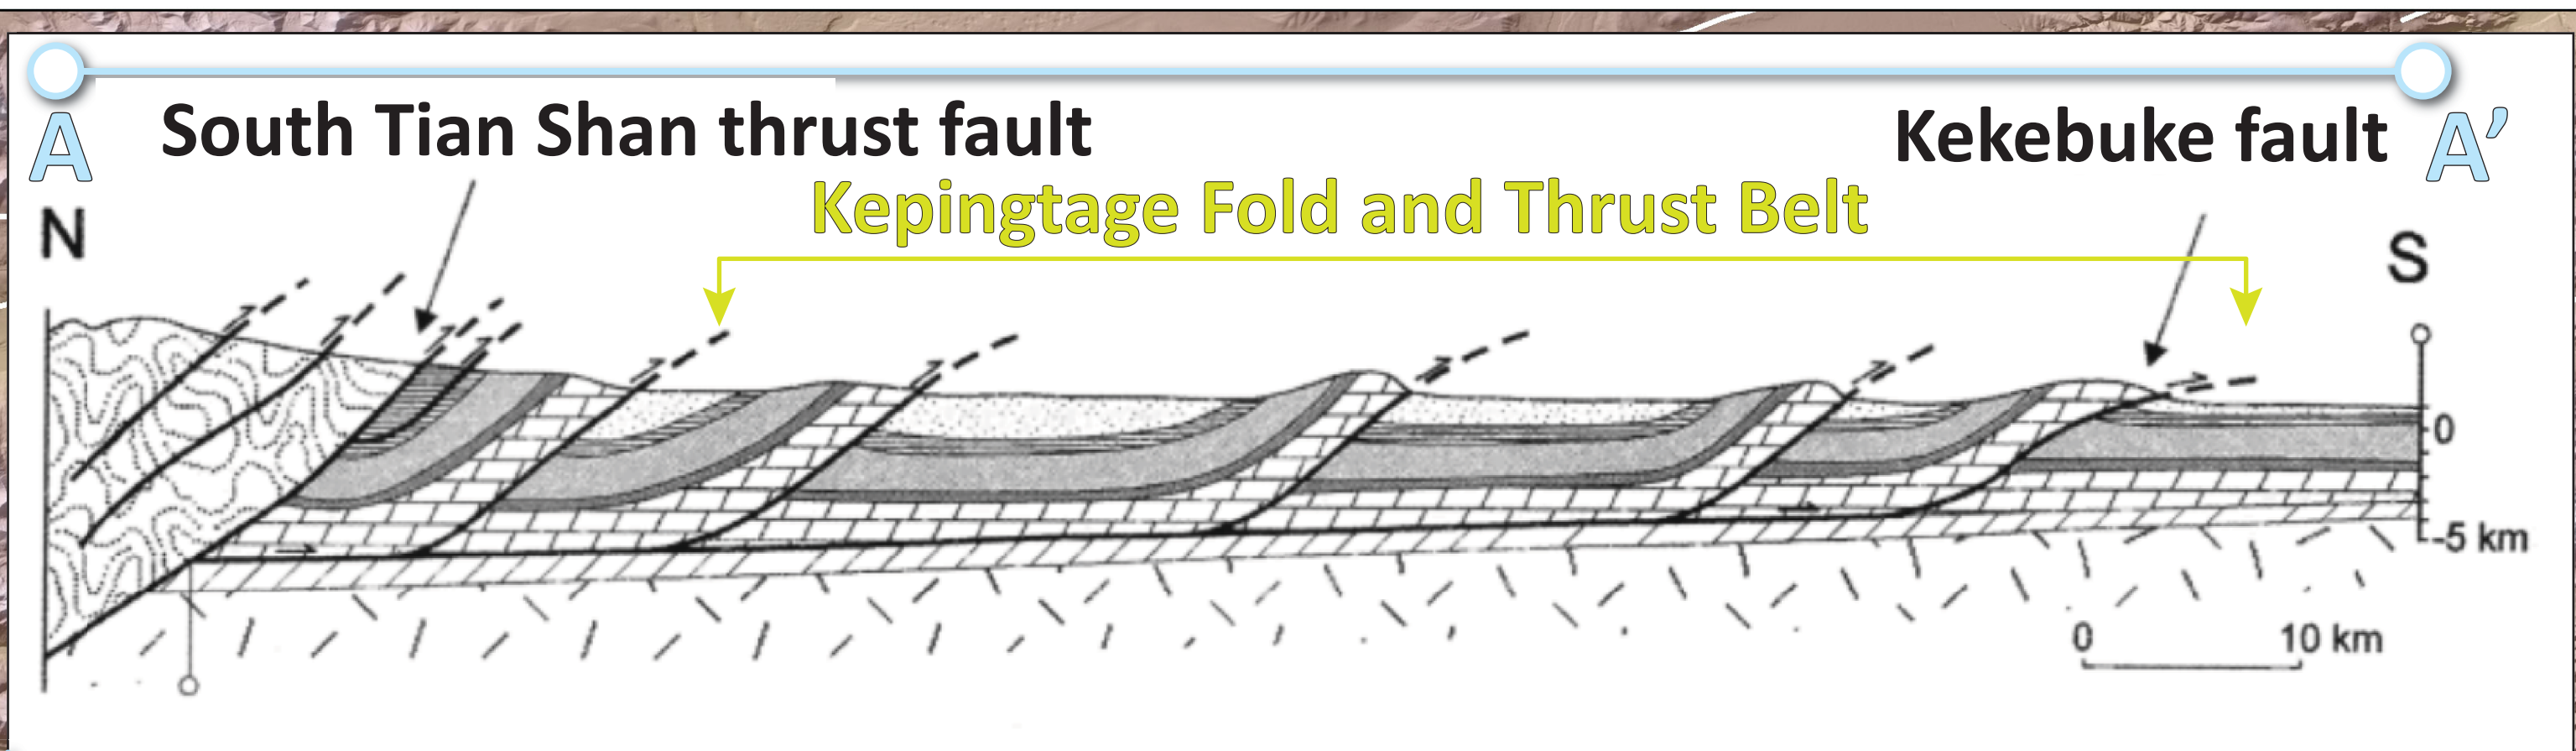 A
South Tian Shan thrust fault
Kekebuke fault
A’
Kepingtage Fold and Thrust Belt
N
S
0
-5 km
0 10 km